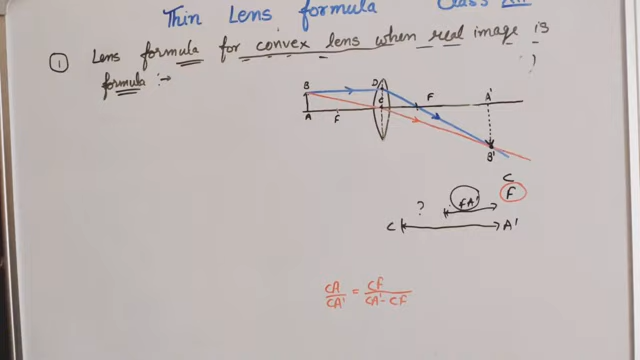 Thin Lens formula Class XII
① Lens formula for convex lens when real image is
formula :→
B D F A'
A F C
B'
C
? FA' F
C A'
CA/CA' = CF/CA'-CF